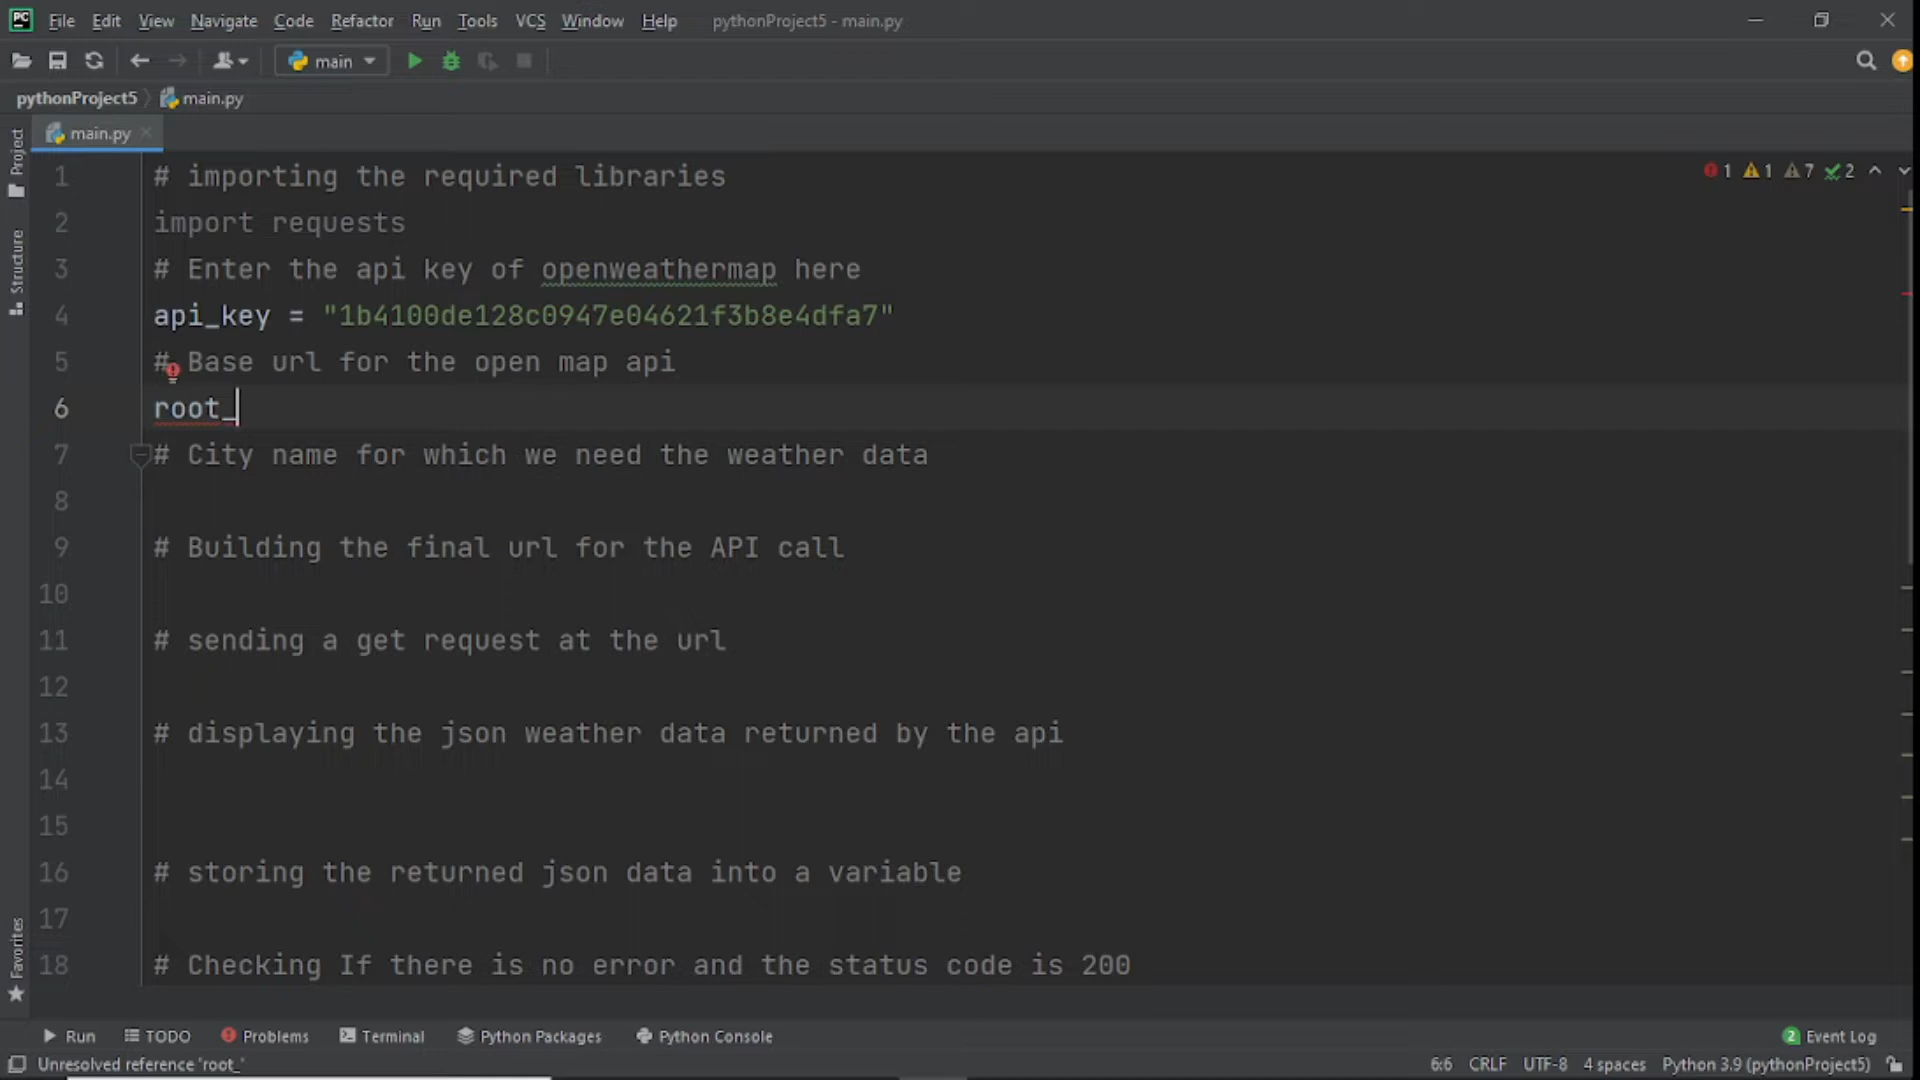 PC File Edit View Navigate Code Refactor Run Tools VCS Window Help pythonProject5 - main.py
main
pythonProject5 main.py
main.py
Project
Structure
Favorites
1 # importing the required libraries
1 1 7 2
2 import requests
3 # Enter the api key of openweathermap here
4 api_key = "1b4100de128c0947e04621f3b8e4dfa7"
5 # Base url for the open map api
6 root_
7 # City name for which we need the weather data
8
9 # Building the final url for the API call
10
11 # sending a get request at the url
12
13 # displaying the json weather data returned by the api
14
15
16 # storing the returned json data into a variable
17
18 # Checking If there is no error and the status code is 200
Run TODO Problems Terminal Python Packages Python Console 2 Event Log
Unresolved reference 'root_' 6:6 CRLF UTF-8 4 spaces Python 3.9 (pythonProject5)